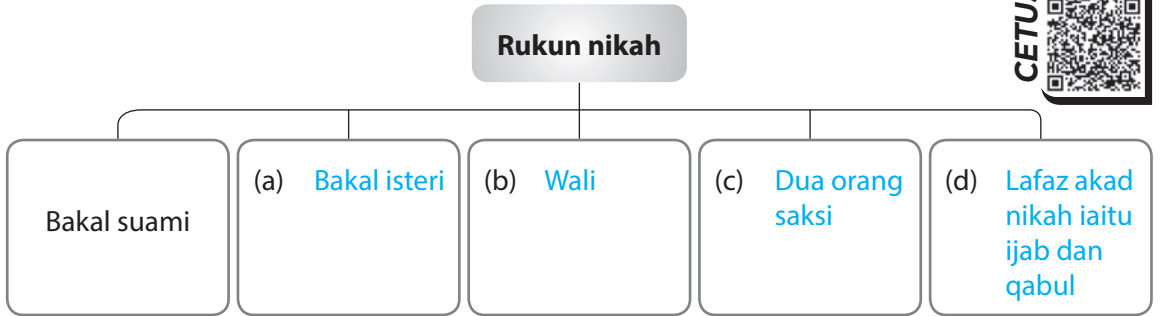 Rukun nikah
CETU
Bakal suami
(a) Bakal isteri
(b) Wali
(c) Dua orang
saksi
(d) Lafaz akad
nikah iaitu
ijab dan
qabul